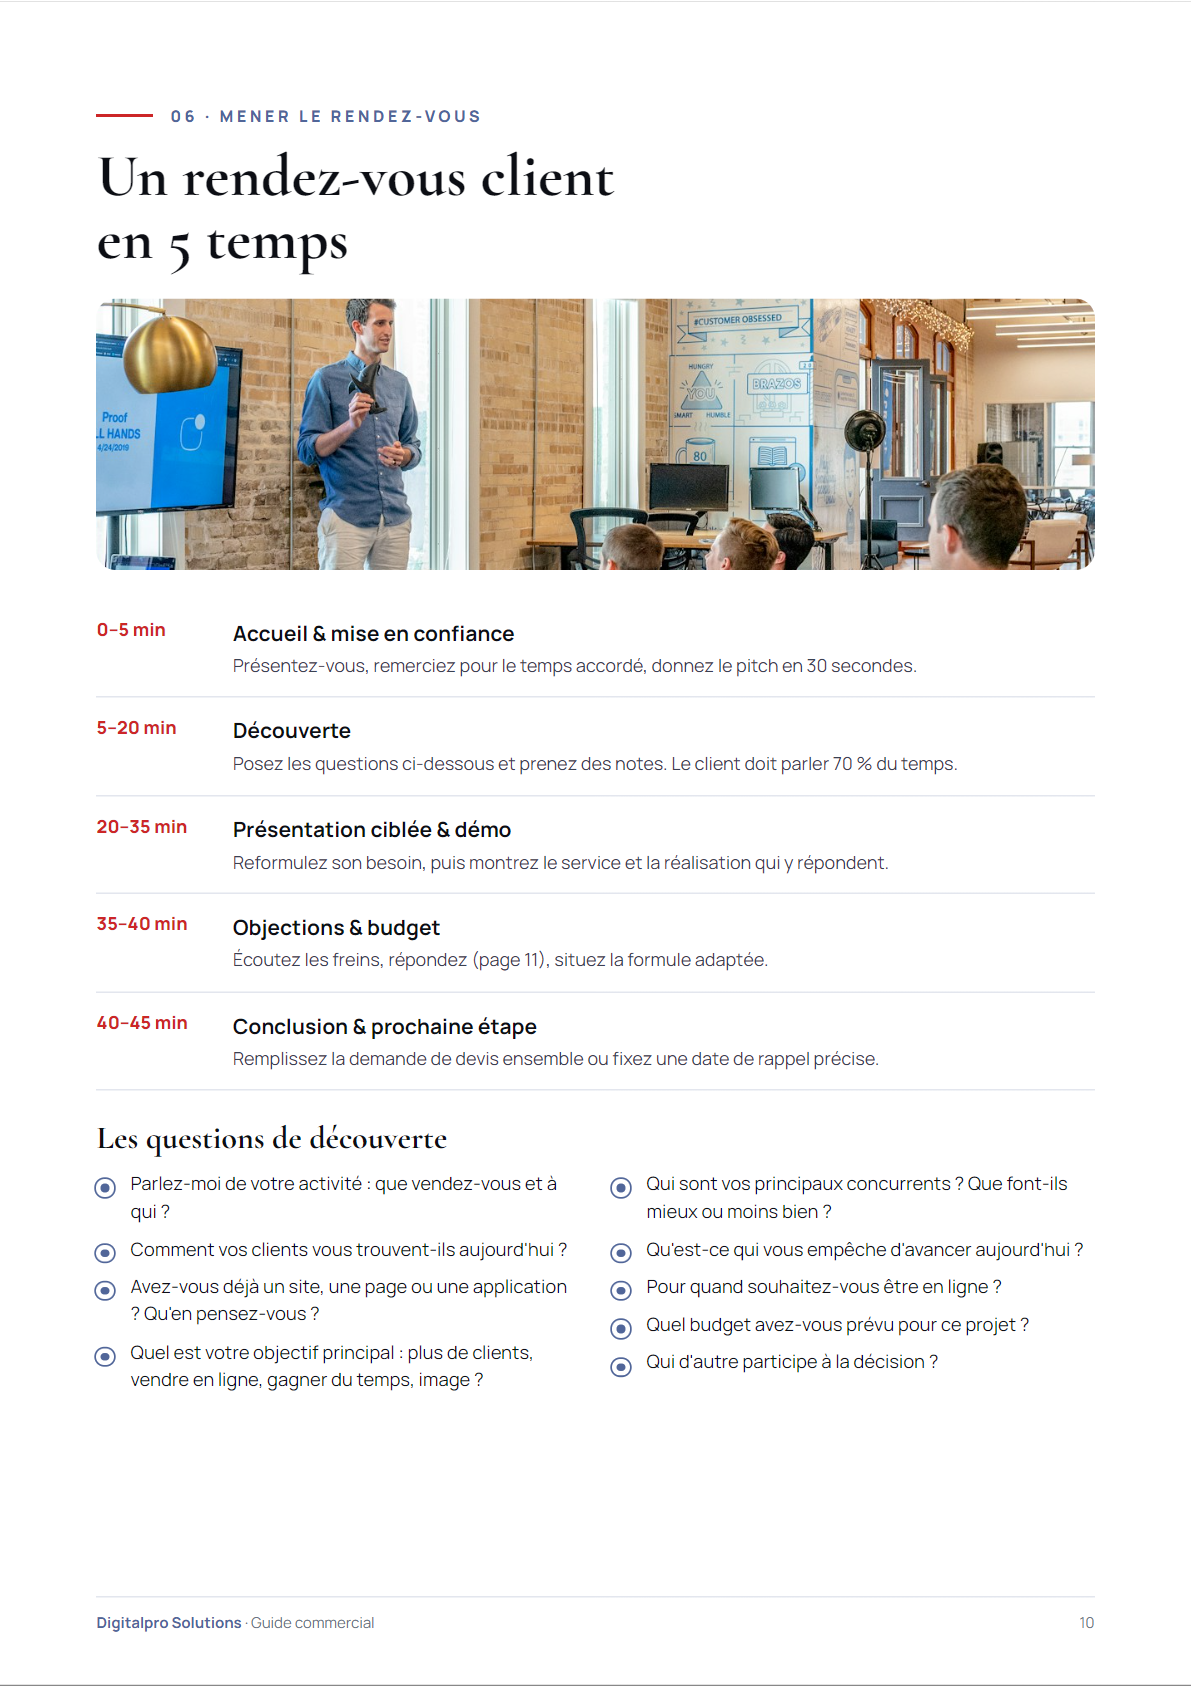 06 · MENER LE RENDEZ-VOUS
Un rendez-vous client
en 5 temps
Proof
LL HANDS
4/24/2019
#CUSTOMER OBSESSED
HUNGRY
YOU
SMART HUMBLE
BRAZOS
80
0–5 min
Accueil & mise en confiance
Présentez-vous, remerciez pour le temps accordé, donnez le pitch en 30 secondes.
5–20 min
Découverte
Posez les questions ci-dessous et prenez des notes. Le client doit parler 70 % du temps.
20–35 min
Présentation ciblée & démo
Reformulez son besoin, puis montrez le service et la réalisation qui y répondent.
35–40 min
Objections & budget
Écoutez les freins, répondez (page 11), situez la formule adaptée.
40–45 min
Conclusion & prochaine étape
Remplissez la demande de devis ensemble ou fixez une date de rappel précise.
Les questions de découverte
Parlez-moi de votre activité : que vendez-vous et à
qui ?
Comment vos clients vous trouvent-ils aujourd'hui ?
Avez-vous déjà un site, une page ou une application
? Qu'en pensez-vous ?
Quel est votre objectif principal : plus de clients,
vendre en ligne, gagner du temps, image ?
Qui sont vos principaux concurrents ? Que font-ils
mieux ou moins bien ?
Qu'est-ce qui vous empêche d'avancer aujourd'hui ?
Pour quand souhaitez-vous être en ligne ?
Quel budget avez-vous prévu pour ce projet ?
Qui d'autre participe à la décision ?
Digitalpro Solutions · Guide commercial
10